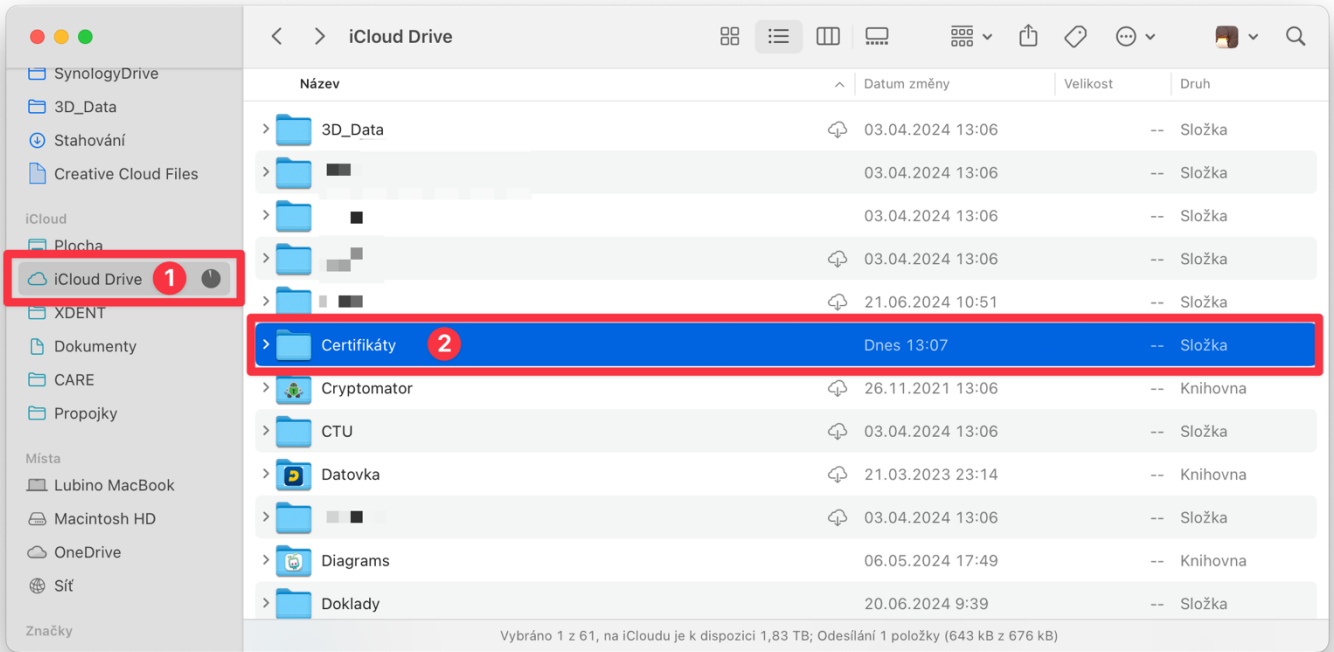 iCloud Drive
SynologyDrive
3D_Data
Stahování
Creative Cloud Files
iCloud
Plocha
iCloud Drive 1
XDENT
Dokumenty
CARE
Propojky
Místa
Lubino MacBook
Macintosh HD
OneDrive
Síť
Značky
Název Datum změny Velikost Druh
3D_Data 03.04.2024 13:06 -- Složka
03.04.2024 13:06 -- Složka
03.04.2024 13:06 -- Složka
03.04.2024 13:06 -- Složka
21.06.2024 10:51 -- Složka
Certifikáty 2 Dnes 13:07 -- Složka
Cryptomator 26.11.2021 13:06 -- Knihovna
CTU 03.04.2024 13:06 -- Složka
Datovka 21.03.2023 23:14 -- Knihovna
03.04.2024 13:06 -- Složka
Diagrams 06.05.2024 17:49 -- Knihovna
Doklady 20.06.2024 9:39 -- Složka
Vybráno 1 z 61, na iCloudu je k dispozici 1,83 TB; Odesílání 1 položky (643 kB z 676 kB)